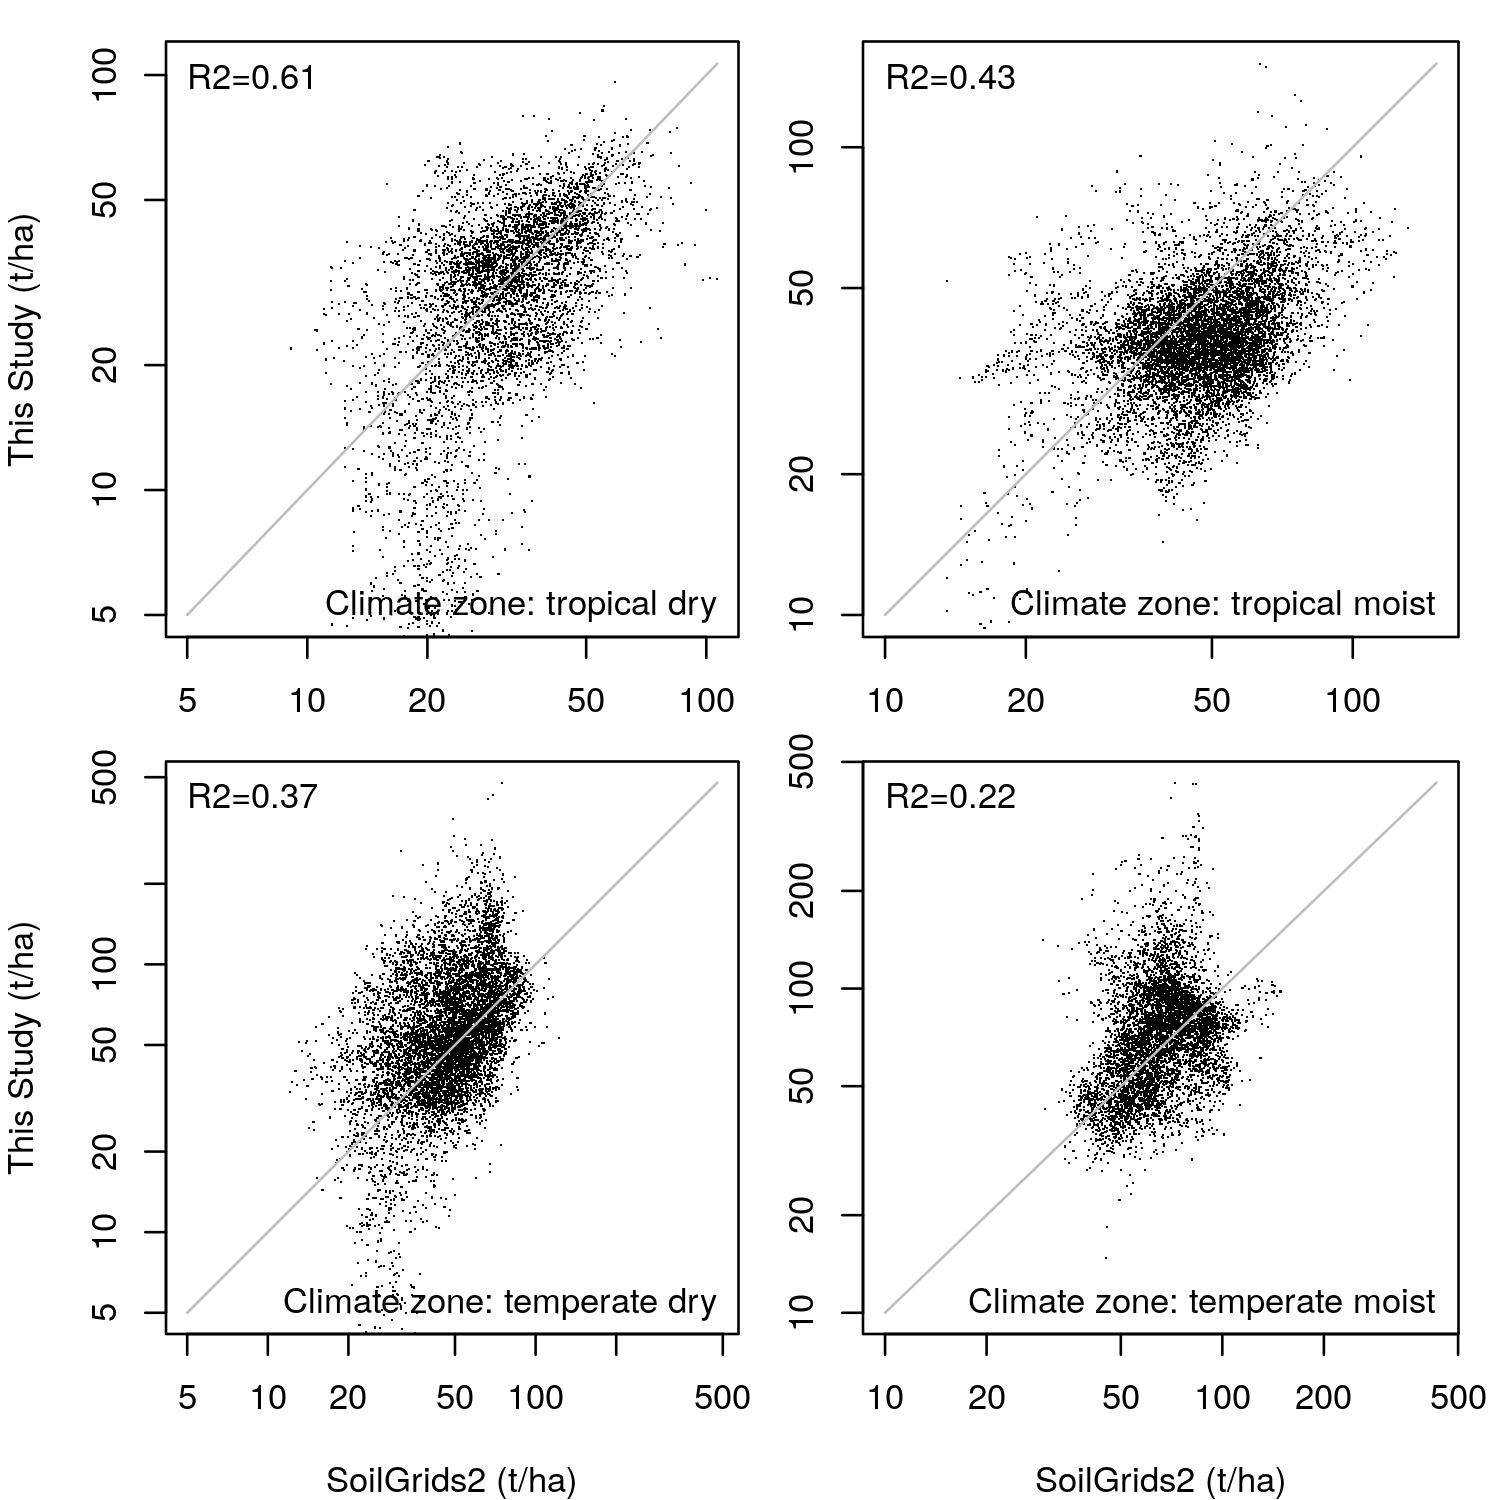 R2=0.61
Climate zone: tropical dry
This Study (t/ha)
100
50
20
10
5
5 10 20 50 100
R2=0.43
Climate zone: tropical moist
100
50
20
10
10 20 50 100
R2=0.37
Climate zone: temperate dry
This Study (t/ha)
500
100
50
20
10
5
5 10 20 50 100 500
SoilGrids2 (t/ha)
R2=0.22
Climate zone: temperate moist
500
200
100
50
20
10
10 20 50 100 200 500
SoilGrids2 (t/ha)